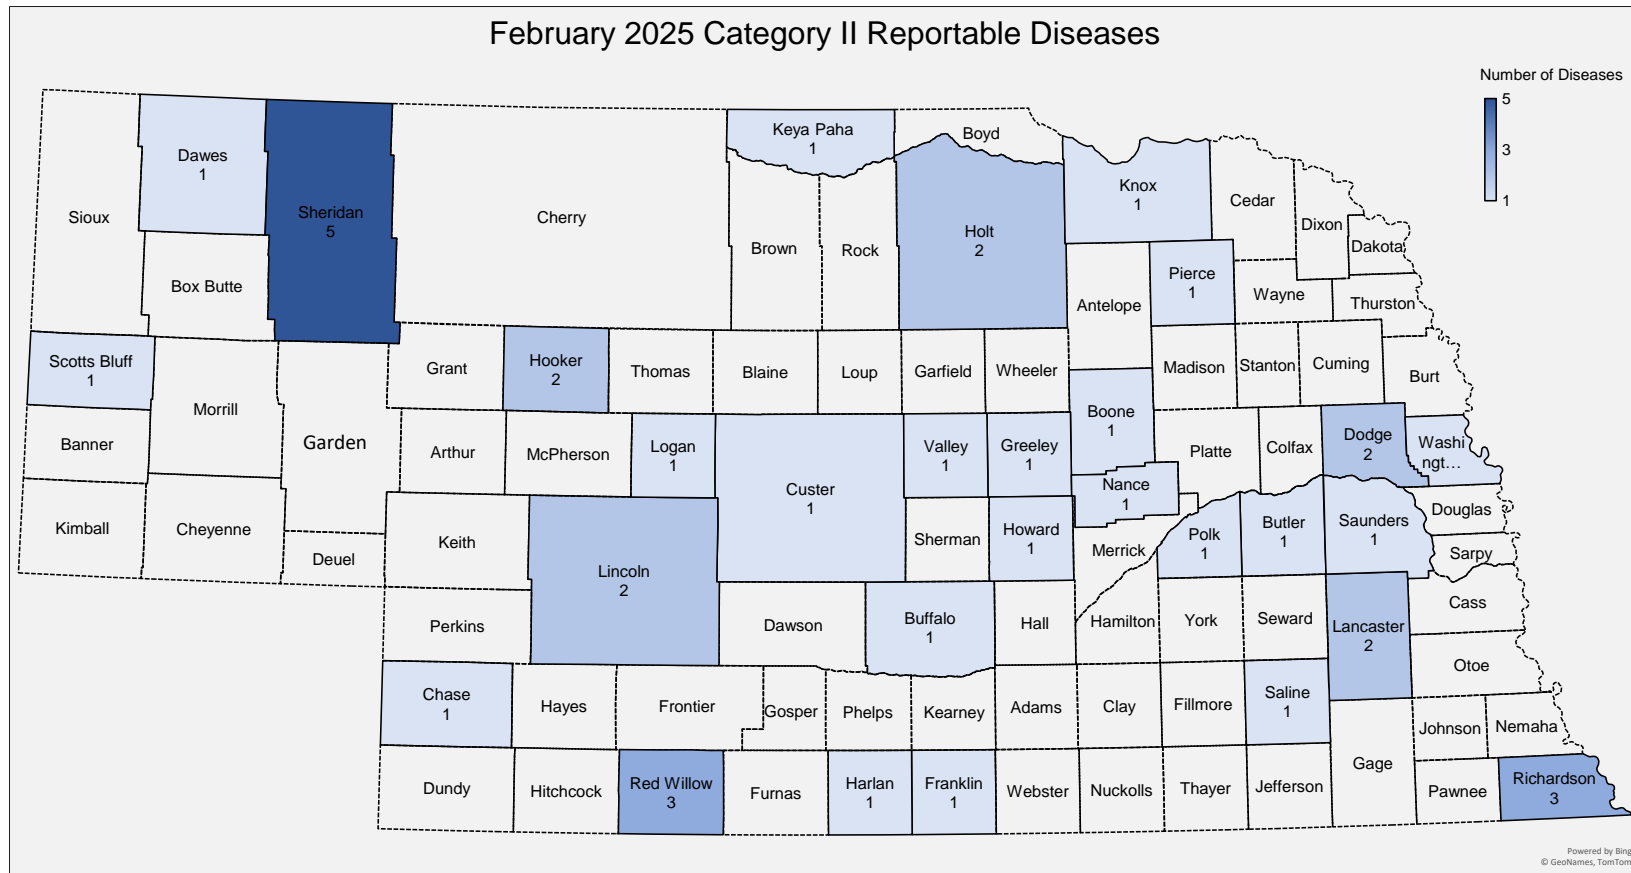 February 2025 Category II Reportable Diseases
Number of Diseases
5
3
1
Sioux
Dawes
1
Sheridan
5
Box Butte
Cherry
Keya Paha
1
Boyd
Brown
Rock
Holt
2
Knox
1
Cedar
Dixon
Dakota
Antelope
Pierce
1
Wayne
Thurston
Scotts Bluff
1
Morrill
Garden
Grant
Hooker
2
Thomas
Blaine
Loup
Garfield
Wheeler
Madison
Stanton
Cuming
Burt
Banner
Arthur
McPherson
Logan
1
Custer
1
Valley
1
Greeley
1
Boone
1
Nance
1
Platte
Colfax
Dodge
2
Washi
ngt…
Kimball
Cheyenne
Deuel
Keith
Lincoln
2
Sherman
Howard
1
Merrick
Polk
1
Butler
1
Saunders
1
Douglas
Sarpy
Perkins
Dawson
Buffalo
1
Hall
Hamilton
York
Seward
Lancaster
2
Cass
Otoe
Chase
1
Hayes
Frontier
Gosper
Phelps
Kearney
Adams
Clay
Fillmore
Saline
1
Johnson
Nemaha
Dundy
Hitchcock
Red Willow
3
Furnas
Harlan
1
Franklin
1
Webster
Nuckolls
Thayer
Jefferson
Gage
Pawnee
Richardson
3
Powered by Bing
© GeoNames, TomTom